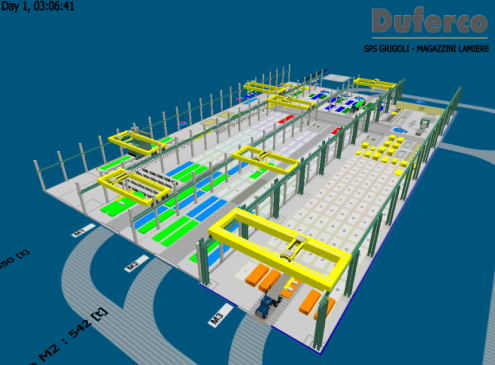 Day 1, 03:06:41
Duferco
SPS GRIGOLI - MAGAZZINI LAMIERE
M1
M2
M3
M2 : 542 [t]